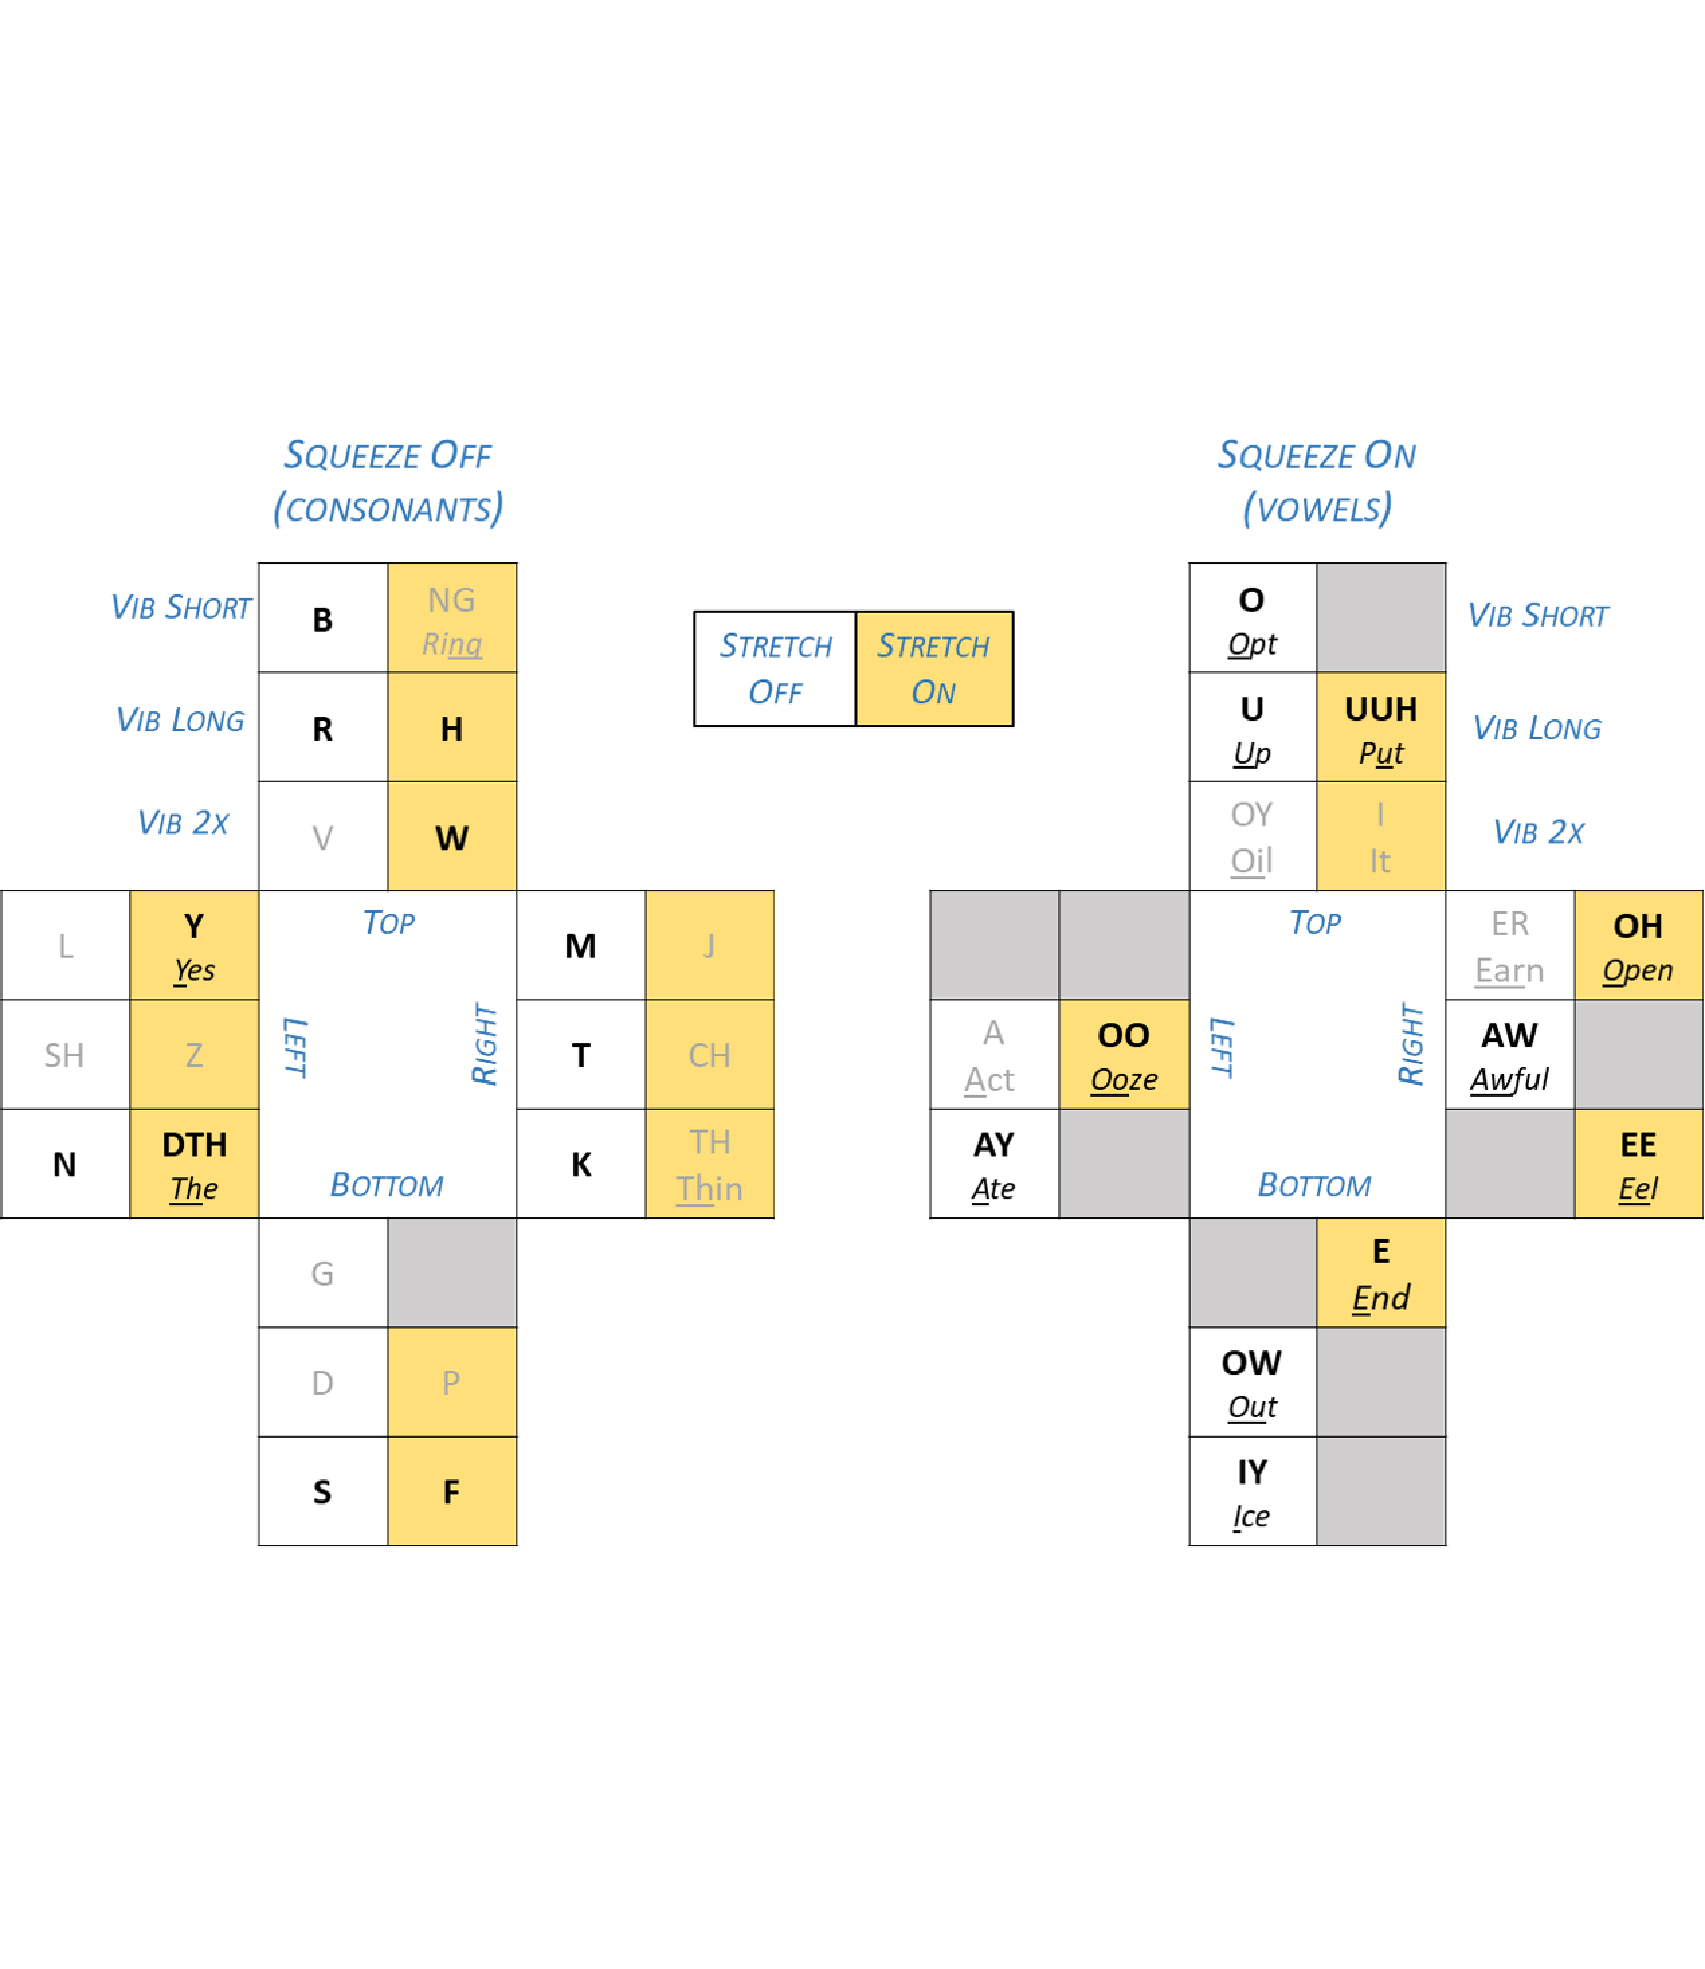 SQUEEZE OFF
(CONSONANTS)
SQUEEZE ON
(VOWELS)
VIB SHORT
B
NG
Ring
VIB LONG
R
H
VIB 2X
V
W
STRETCH
OFF
STRETCH
ON
O
Opt
VIB SHORT
U
Up
UUH
Put
VIB LONG
OY
Oil
I
It
VIB 2X
L
Y
Yes
TOP
M
J
SH
Z
LEFT
RIGHT
T
CH
N
DTH
The
BOTTOM
K
TH
Thin
G
D
P
S
F
TOP
ER
Earn
OH
Open
A
Act
OO
Ooze
LEFT
RIGHT
AW
Awful
AY
Ate
BOTTOM
EE
Eel
E
End
OW
Out
IY
Ice